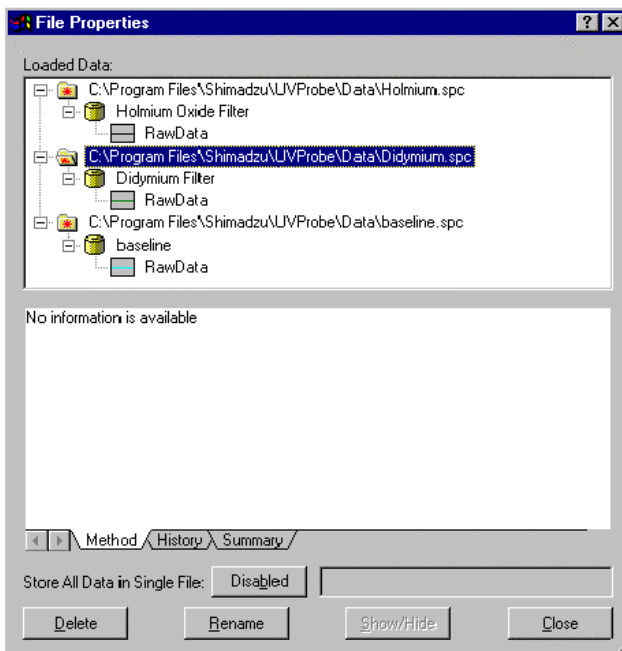 File Properties
Loaded Data:
C:\Program Files\Shimadzu\UVProbe\Data\Holmium.spc
Holmium Oxide Filter
RawData
C:\Program Files\Shimadzu\UVProbe\Data\Didymium.spc
Didymium Filter
RawData
C:\Program Files\Shimadzu\UVProbe\Data\baseline.spc
baseline
RawData
No information is available
Method History Summary
Store All Data in Single File: Disabled
Delete Rename Show/Hide Close